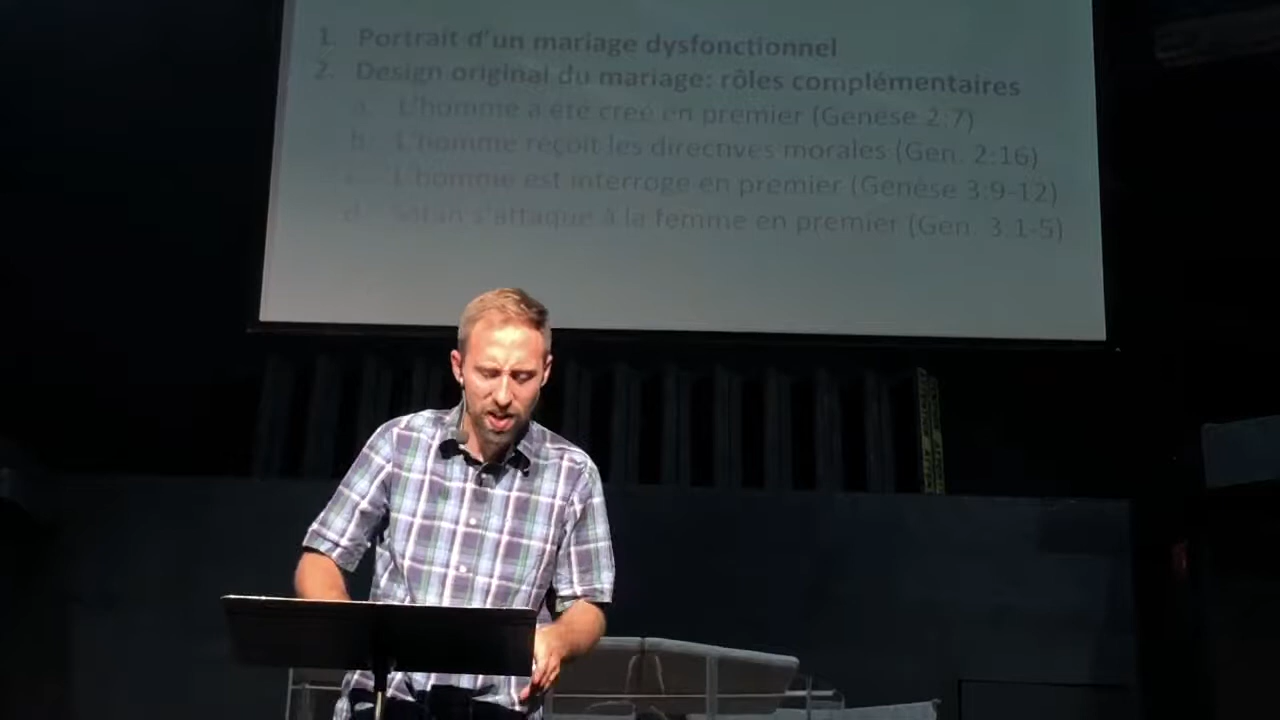 1. Portrait d'un mariage dysfonctionnel
2. Design original du mariage: rôles complémentaires
a. L'homme a été créé en premier (Genèse 2:7)
b. L'homme reçoit les directives morales (Gen. 2:16)
c. L'homme est interrogé en premier (Genèse 3:9-12)
d. Satan s'attaque à la femme en premier (Gen. 3.1-5)